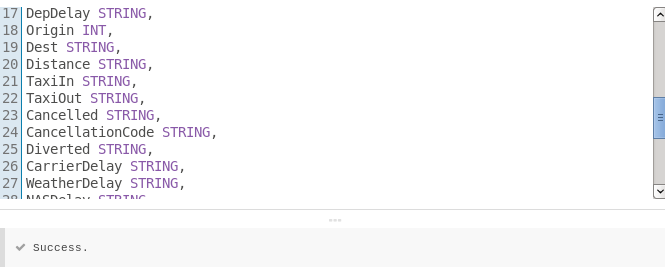 17 DepDelay STRING,
18 Origin INT,
19 Dest STRING,
20 Distance STRING,
21 TaxiIn STRING,
22 TaxiOut STRING,
23 Cancelled STRING,
24 CancellationCode STRING,
25 Diverted STRING,
26 CarrierDelay STRING,
27 WeatherDelay STRING,
28 NASDelay STRING
Success.